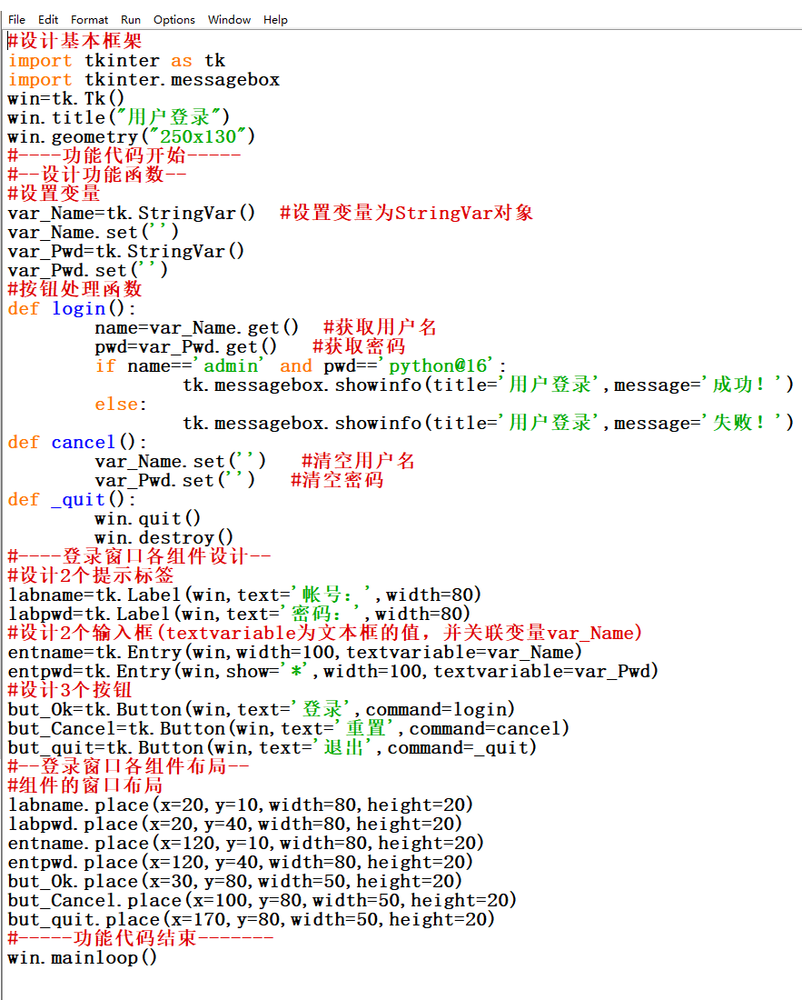 File Edit Format Run Options Window Help
#设计基本框架
import tkinter as tk
import tkinter.messagebox
win=tk.Tk()
win.title("用户登录")
win.geometry("250x130")
#----功能代码开始-----
#--设计功能函数--
#设置变量
var_Name=tk.StringVar()  #设置变量为StringVar对象
var_Name.set('')
var_Pwd=tk.StringVar()
var_Pwd.set('')
#按钮处理函数
def login():
        name=var_Name.get()  #获取用户名
        pwd=var_Pwd.get()   #获取密码
        if name=='admin' and pwd=='python@16':
                tk.messagebox.showinfo(title='用户登录',message='成功！')
        else:
                tk.messagebox.showinfo(title='用户登录',message='失败！')
def cancel():
        var_Name.set('')   #清空用户名
        var_Pwd.set('')   #清空密码
def _quit():
        win.quit()
        win.destroy()
#----登录窗口各组件设计--
#设计2个提示标签
labname=tk.Label(win,text='帐号：',width=80)
labpwd=tk.Label(win,text='密码：',width=80)
#设计2个输入框(textvariable为文本框的值，并关联变量var_Name)
entname=tk.Entry(win,width=100,textvariable=var_Name)
entpwd=tk.Entry(win,show='*',width=100,textvariable=var_Pwd)
#设计3个按钮
but_Ok=tk.Button(win,text='登录',command=login)
but_Cancel=tk.Button(win,text='重置',command=cancel)
but_quit=tk.Button(win,text='退出',command=_quit)
#--登录窗口各组件布局--
#组件的窗口布局
labname.place(x=20,y=10,width=80,height=20)
labpwd.place(x=20,y=40,width=80,height=20)
entname.place(x=120,y=10,width=80,height=20)
entpwd.place(x=120,y=40,width=80,height=20)
but_Ok.place(x=30,y=80,width=50,height=20)
but_Cancel.place(x=100,y=80,width=50,height=20)
but_quit.place(x=170,y=80,width=50,height=20)
#-----功能代码结束-------
win.mainloop()